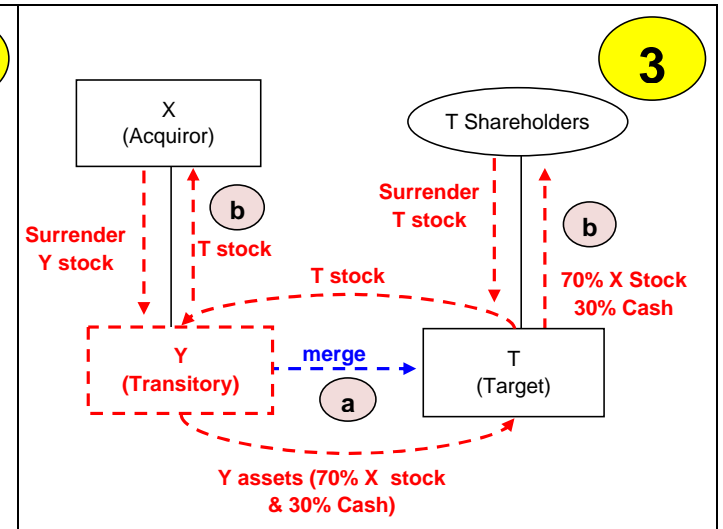 3
X
(Acquiror)
T Shareholders
b
Surrender
Y stock
T stock
Surrender
T stock
b
T stock
70% X Stock
30% Cash
Y
(Transitory)
merge
a
T
(Target)
Y assets (70% X stock
& 30% Cash)